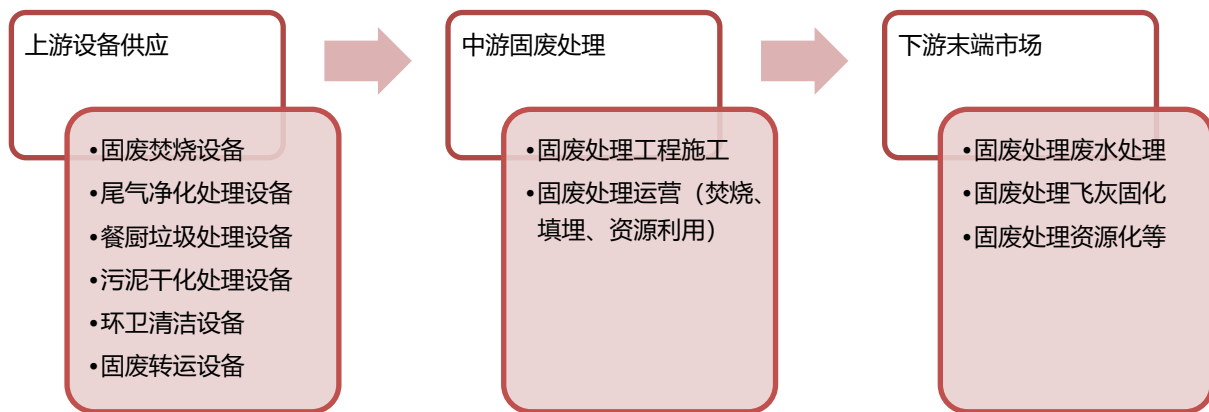 上游设备供应
•固废焚烧设备
•尾气净化处理设备
•餐厨垃圾处理设备
•污泥干化处理设备
•环卫清洁设备
•固废转运设备
中游固废处理
•固废处理工程施工
•固废处理运营（焚烧、
填埋、资源利用）
下游末端市场
•固废处理废水处理
•固废处理飞灰固化
•固废处理资源化等